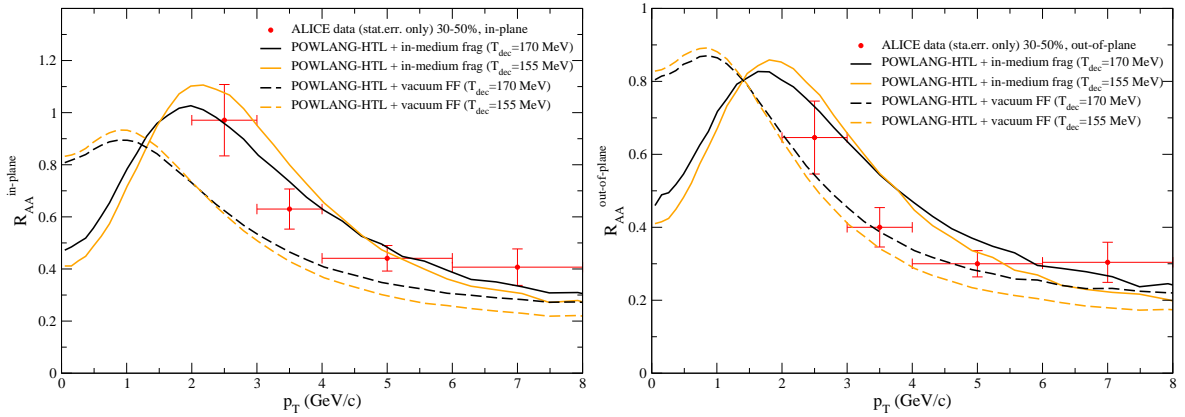 ALICE data (stat.err. only) 30-50%, in-plane
POWLANG-HTL + in-medium frag (T_dec=170 MeV)
POWLANG-HTL + in-medium frag (T_dec=155 MeV)
POWLANG-HTL + vacuum FF (T_dec=170 MeV)
POWLANG-HTL + vacuum FF (T_dec=155 MeV)
1.2
1
0.8
0.6
0.4
0.2
0
R_AA^in-plane
0 1 2 3 4 5 6 7 8
p_T (GeV/c)
ALICE data (sta.err. only) 30-50%, out-of-plane
POWLANG-HTL + in-medium frag (T_dec=170 MeV)
POWLANG-HTL + in-medium frag (T_dec=155 MeV)
POWLANG-HTL + vacuum FF (T_dec=170 MeV)
POWLANG-HTL + vacuum FF (T_dec=155 MeV)
1
0.8
0.6
0.4
0.2
0
R_AA^out-of-plane
0 1 2 3 4 5 6 7 8
p_T (GeV/c)